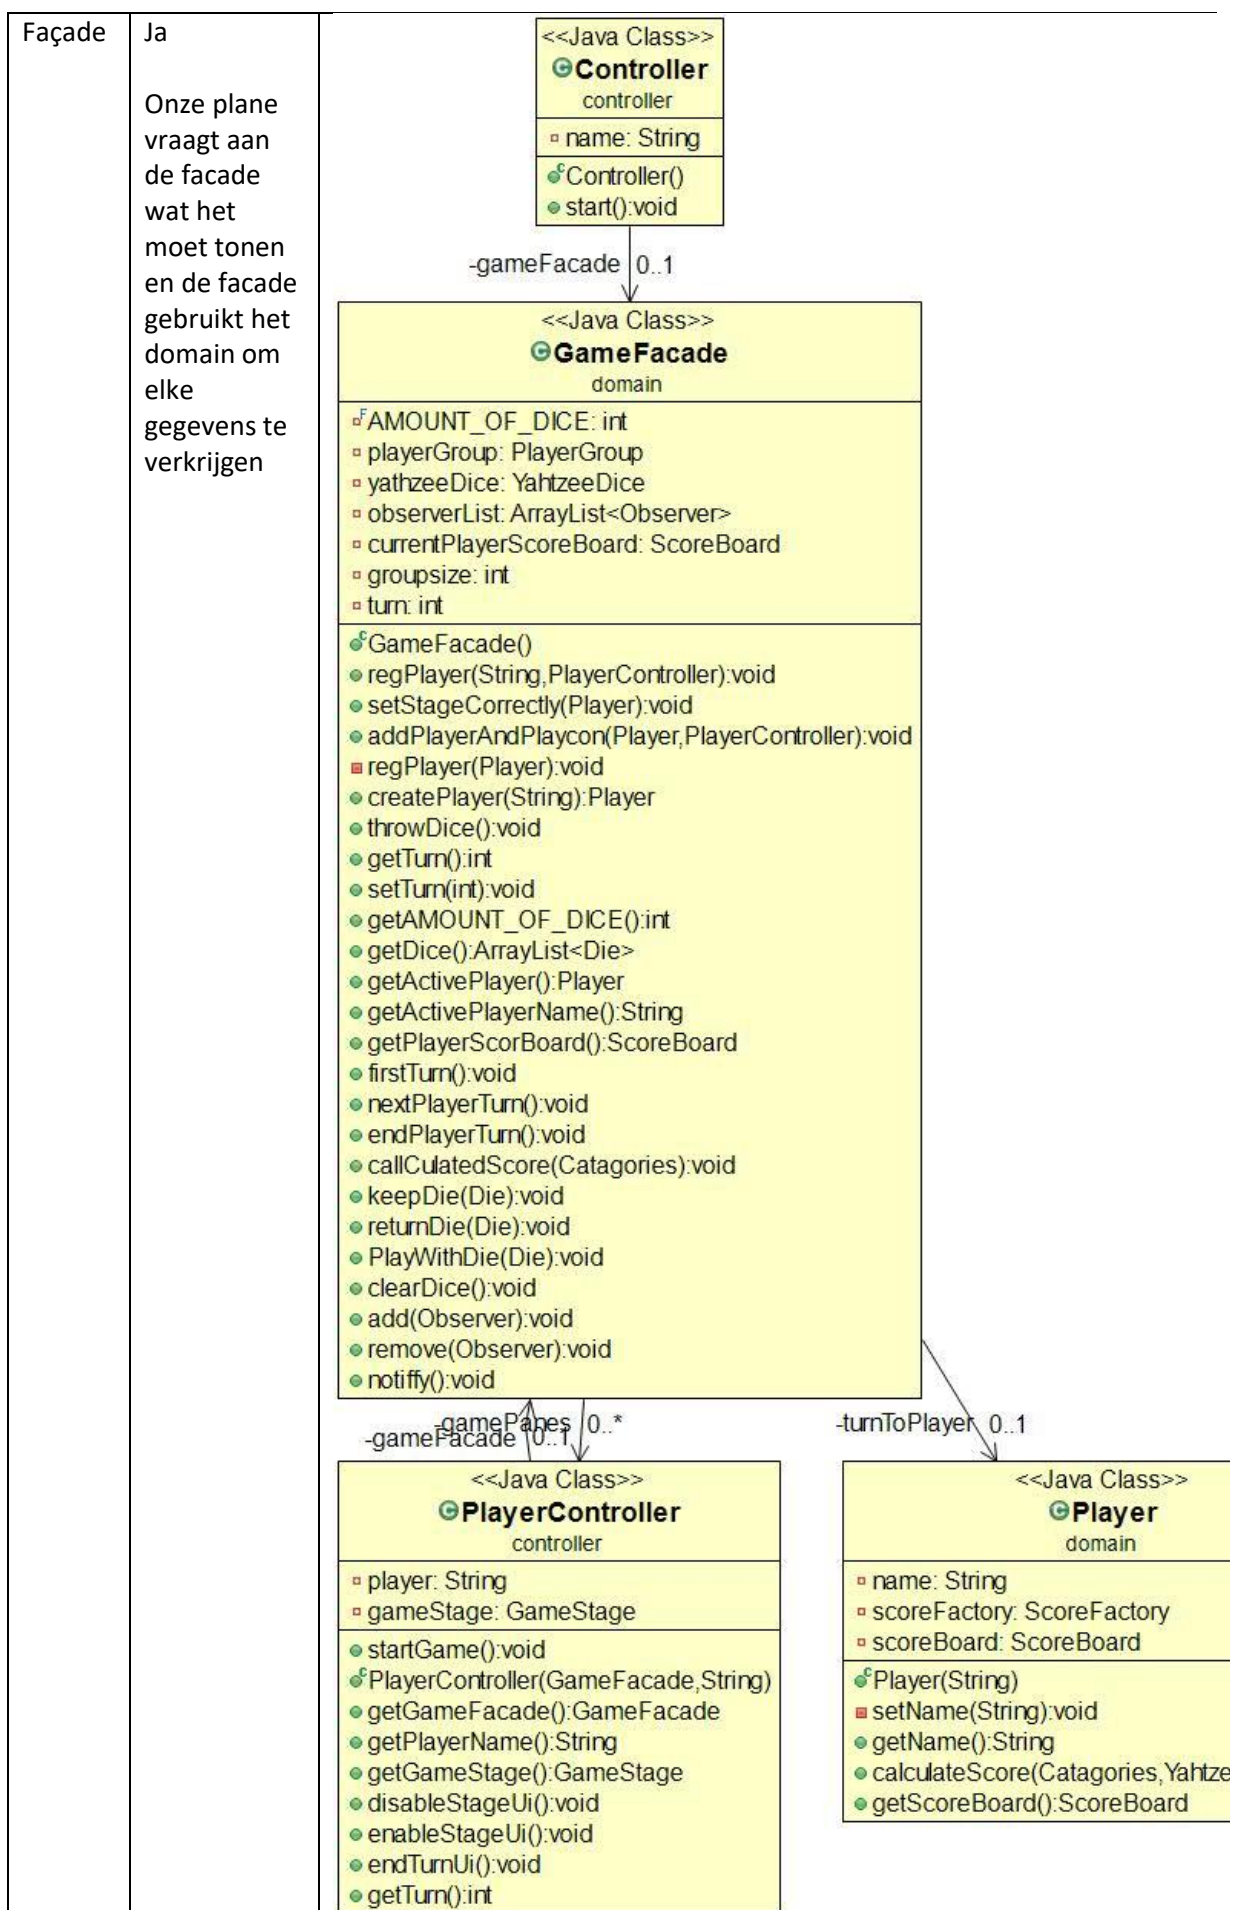 Façade
Ja
Onze plane
vraagt aan
de facade
wat het
moet tonen
en de facade
gebruikt het
domain om
elke
gegevens te
verkrijgen
<<Java Class>>
Controller
controller
name: String
Controller()
start():void
-gameFacade 0..1
<<Java Class>>
GameFacade
domain
AMOUNT_OF_DICE: int
playerGroup: PlayerGroup
yathzeeDice: YahtzeeDice
observerList: ArrayList<Observer>
currentPlayerScoreBoard: ScoreBoard
groupsize: int
turn: int
GameFacade()
regPlayer(String,PlayerController):void
setStageCorrectly(Player):void
addPlayerAndPlaycon(Player,PlayerController):void
regPlayer(Player):void
createPlayer(String):Player
throwDice():void
getTurn():int
setTurn(int):void
getAMOUNT_OF_DICE():int
getDice():ArrayList<Die>
getActivePlayer():Player
getActivePlayerName():String
getPlayerScorBoard():ScoreBoard
firstTurn():void
nextPlayerTurn():void
endPlayerTurn():void
callCulatedScore(Catagories):void
keepDie(Die):void
returnDie(Die):void
PlayWithDie(Die):void
clearDice():void
add(Observer):void
remove(Observer):void
notiffy():void
-gamePanes 0..*
-gameFacade 0..1
-turnToPlayer 0..1
<<Java Class>>
PlayerController
controller
player: String
gameStage: GameStage
startGame():void
PlayerController(GameFacade,String)
getGameFacade():GameFacade
getPlayerName():String
getGameStage():GameStage
disableStageUi():void
enableStageUi():void
endTurnUi():void
getTurn():int
<<Java Class>>
Player
domain
name: String
scoreFactory: ScoreFactory
scoreBoard: ScoreBoard
Player(String)
setName(String):void
getName():String
calculateScore(Catagories,Yahtze
getScoreBoard():ScoreBoard